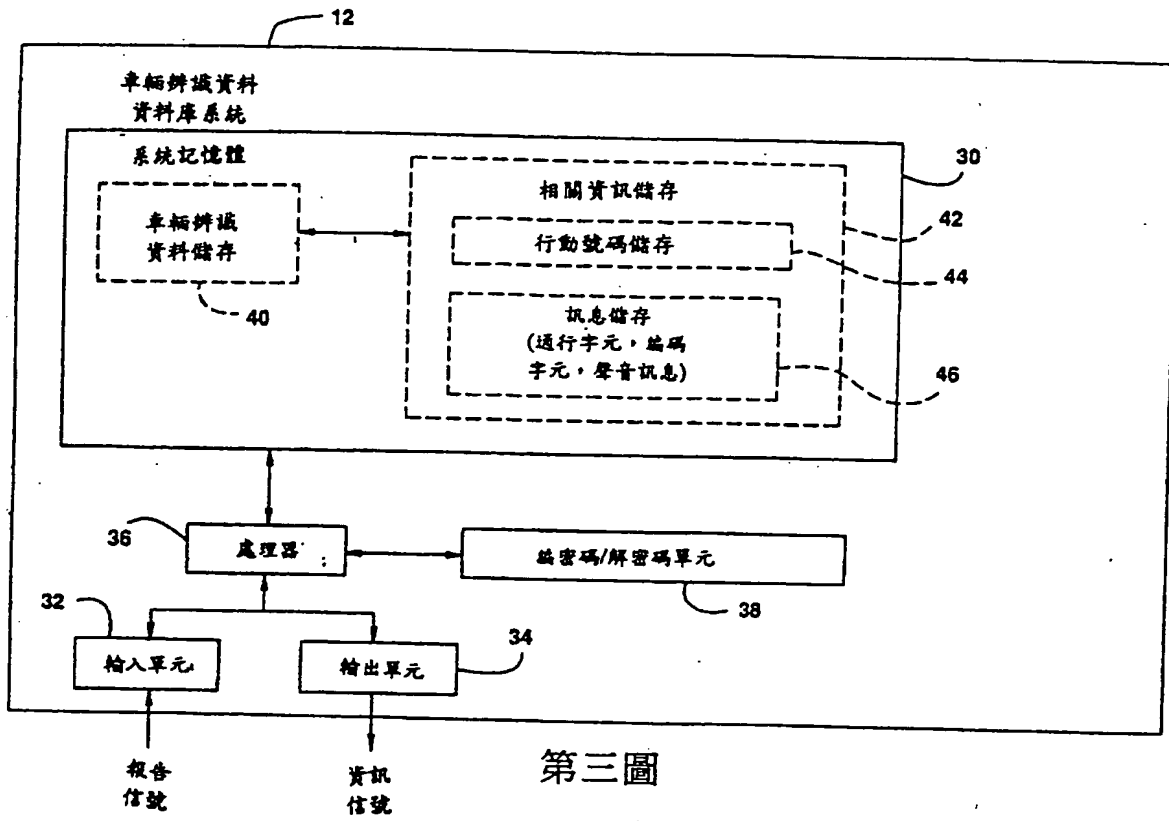 12
車輛辨識資料
資料庫系統
系統記憶體
30
相關資訊儲存
42
車輛辨識
資料儲存
行動號碼儲存
44
40
訊息儲存
(通行字元，編碼
字元，聲音訊息)
46
36
處理器
編密碼/解密碼單元
38
32
34
輸入單元
輸出單元
報告
信號
資訊
信號
第三圖